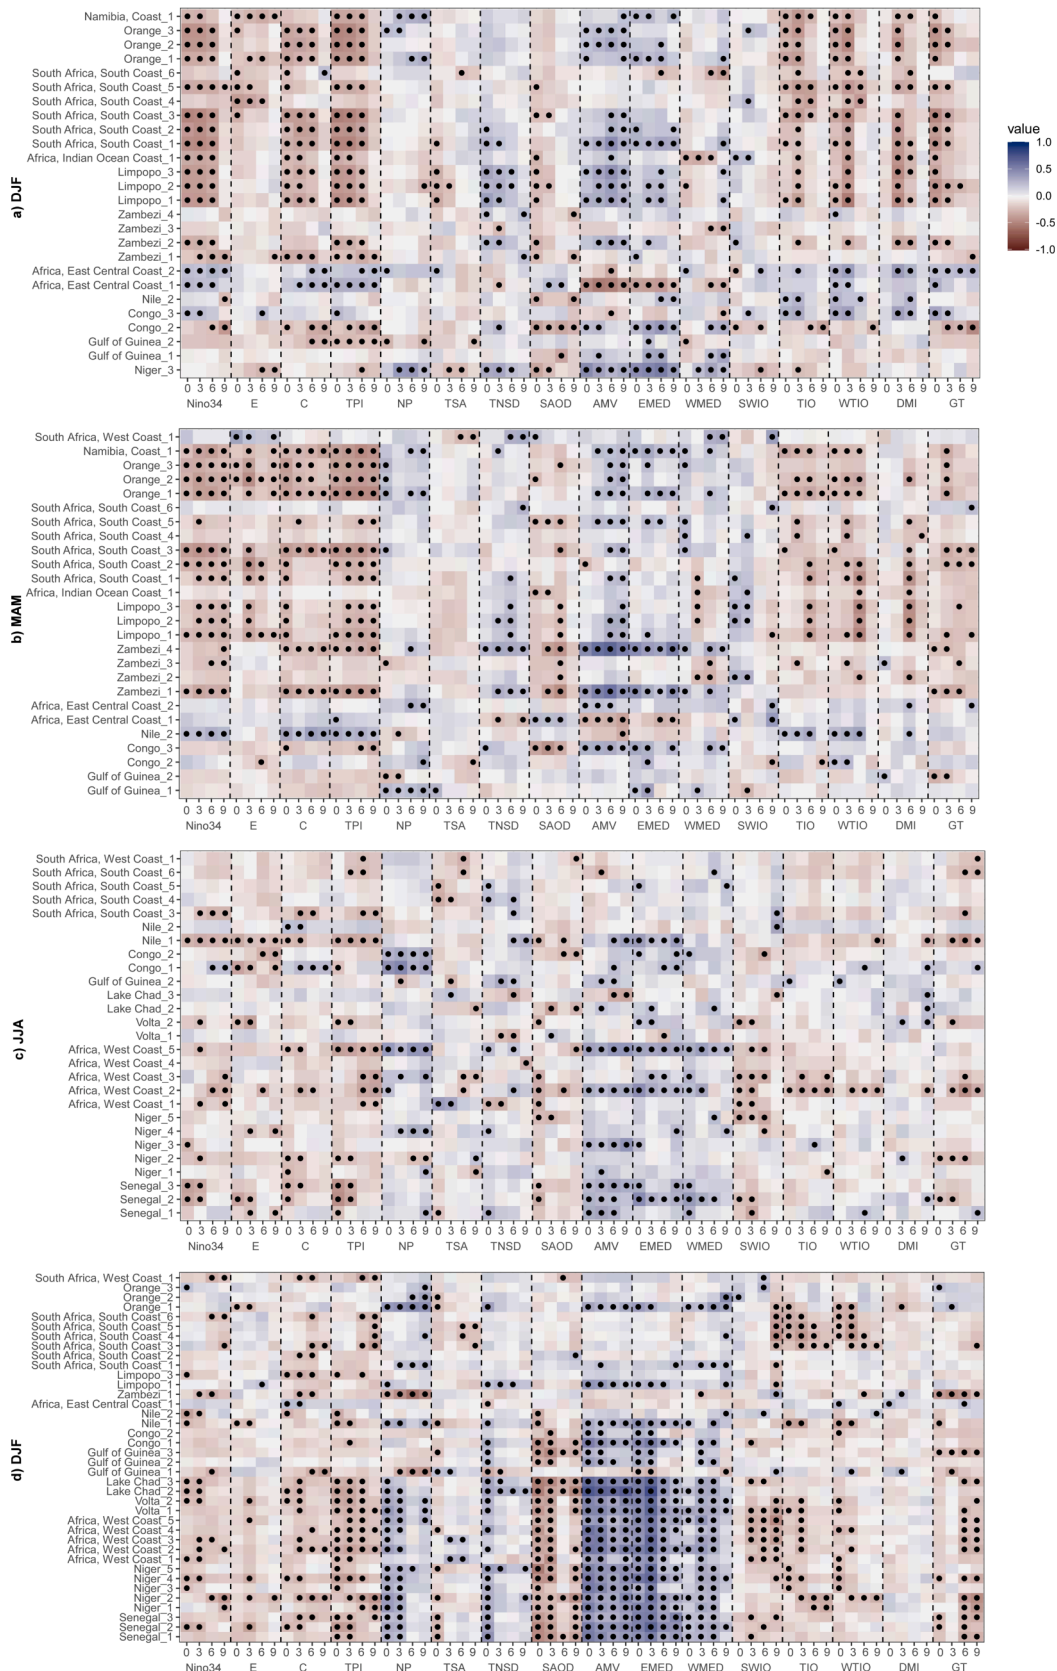 a) DJF
Namibia, Coast_1
Orange_3
Orange_2
Orange_1
South Africa, South Coast_6
South Africa, South Coast_5
South Africa, South Coast_4
South Africa, South Coast_3
South Africa, South Coast_2
South Africa, South Coast_1
Africa, Indian Ocean Coast_1
Limpopo_3
Limpopo_2
Limpopo_1
Zambezi_4
Zambezi_3
Zambezi_2
Zambezi_1
Africa, East Central Coast_2
Africa, East Central Coast_1
Nile_2
Congo_3
Congo_2
Gulf of Guinea_2
Gulf of Guinea_1
Niger_3
0 3 6 9 0 3 6 9 0 3 6 9 0 3 6 9 0 3 6 9 0 3 6 9 0 3 6 9 0 3 6 9 0 3 6 9 0 3 6 9 0 3 6 9 0 3 6 9 0 3 6 9 0 3 6 9 0 3 6 9 0 3 6 9
Nino34 E C TPI NP TSA TNSD SAOD AMV EMED WMED SWIO TIO WTIO DMI GT
value
1.0
0.5
0.0
-0.5
-1.0
b) MAM
South Africa, West Coast_1
Namibia, Coast_1
Orange_3
Orange_2
Orange_1
South Africa, South Coast_6
South Africa, South Coast_5
South Africa, South Coast_4
South Africa, South Coast_3
South Africa, South Coast_2
South Africa, South Coast_1
Africa, Indian Ocean Coast_1
Limpopo_3
Limpopo_2
Limpopo_1
Zambezi_4
Zambezi_3
Zambezi_2
Zambezi_1
Africa, East Central Coast_2
Africa, East Central Coast_1
Nile_2
Congo_3
Congo_2
Gulf of Guinea_2
Gulf of Guinea_1
0 3 6 9 0 3 6 9 0 3 6 9 0 3 6 9 0 3 6 9 0 3 6 9 0 3 6 9 0 3 6 9 0 3 6 9 0 3 6 9 0 3 6 9 0 3 6 9 0 3 6 9 0 3 6 9 0 3 6 9 0 3 6 9
Nino34 E C TPI NP TSA TNSD SAOD AMV EMED WMED SWIO TIO WTIO DMI GT
c) JJA
South Africa, West Coast_1
South Africa, South Coast_6
South Africa, South Coast_5
South Africa, South Coast_4
South Africa, South Coast_3
Nile_2
Nile_1
Congo_2
Congo_1
Gulf of Guinea_2
Lake Chad_3
Lake Chad_2
Volta_2
Volta_1
Africa, West Coast_5
Africa, West Coast_4
Africa, West Coast_3
Africa, West Coast_2
Africa, West Coast_1
Niger_5
Niger_4
Niger_3
Niger_2
Niger_1
Senegal_3
Senegal_2
Senegal_1
0 3 6 9 0 3 6 9 0 3 6 9 0 3 6 9 0 3 6 9 0 3 6 9 0 3 6 9 0 3 6 9 0 3 6 9 0 3 6 9 0 3 6 9 0 3 6 9 0 3 6 9 0 3 6 9 0 3 6 9 0 3 6 9
Nino34 E C TPI NP TSA TNSD SAOD AMV EMED WMED SWIO TIO WTIO DMI GT
d) DJF
South Africa, West Coast_1
Orange_3
Orange_2
Orange_1
South Africa, South Coast_6
South Africa, South Coast_5
South Africa, South Coast_4
South Africa, South Coast_3
South Africa, South Coast_2
South Africa, South Coast_1
Limpopo_3
Limpopo_1
Zambezi_1
Africa, East Central Coast_1
Nile_2
Nile_1
Congo_2
Congo_1
Gulf of Guinea_3
Gulf of Guinea_2
Gulf of Guinea_1
Lake Chad_3
Lake Chad_2
Volta_2
Volta_1
Africa, West Coast_5
Africa, West Coast_4
Africa, West Coast_3
Africa, West Coast_2
Africa, West Coast_1
Niger_5
Niger_4
Niger_3
Niger_2
Niger_1
Senegal_3
Senegal_2
Senegal_1
0 3 6 9 0 3 6 9 0 3 6 9 0 3 6 9 0 3 6 9 0 3 6 9 0 3 6 9 0 3 6 9 0 3 6 9 0 3 6 9 0 3 6 9 0 3 6 9 0 3 6 9 0 3 6 9 0 3 6 9 0 3 6 9
Nino34 E C TPI NP TSA TNSD SAOD AMV EMED WMED SWIO TIO WTIO DMI GT